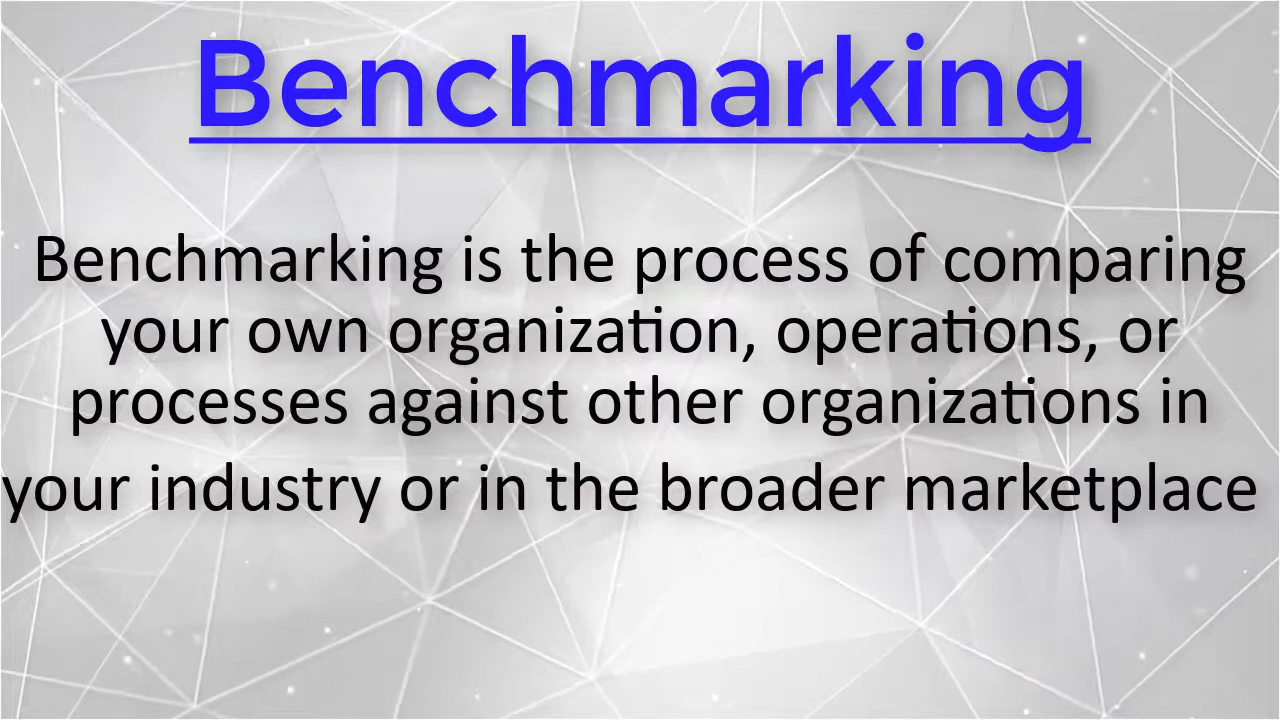 Benchmarking
Benchmarking is the process of comparing
your own organization, operations, or
processes against other organizations in
your industry or in the broader marketplace